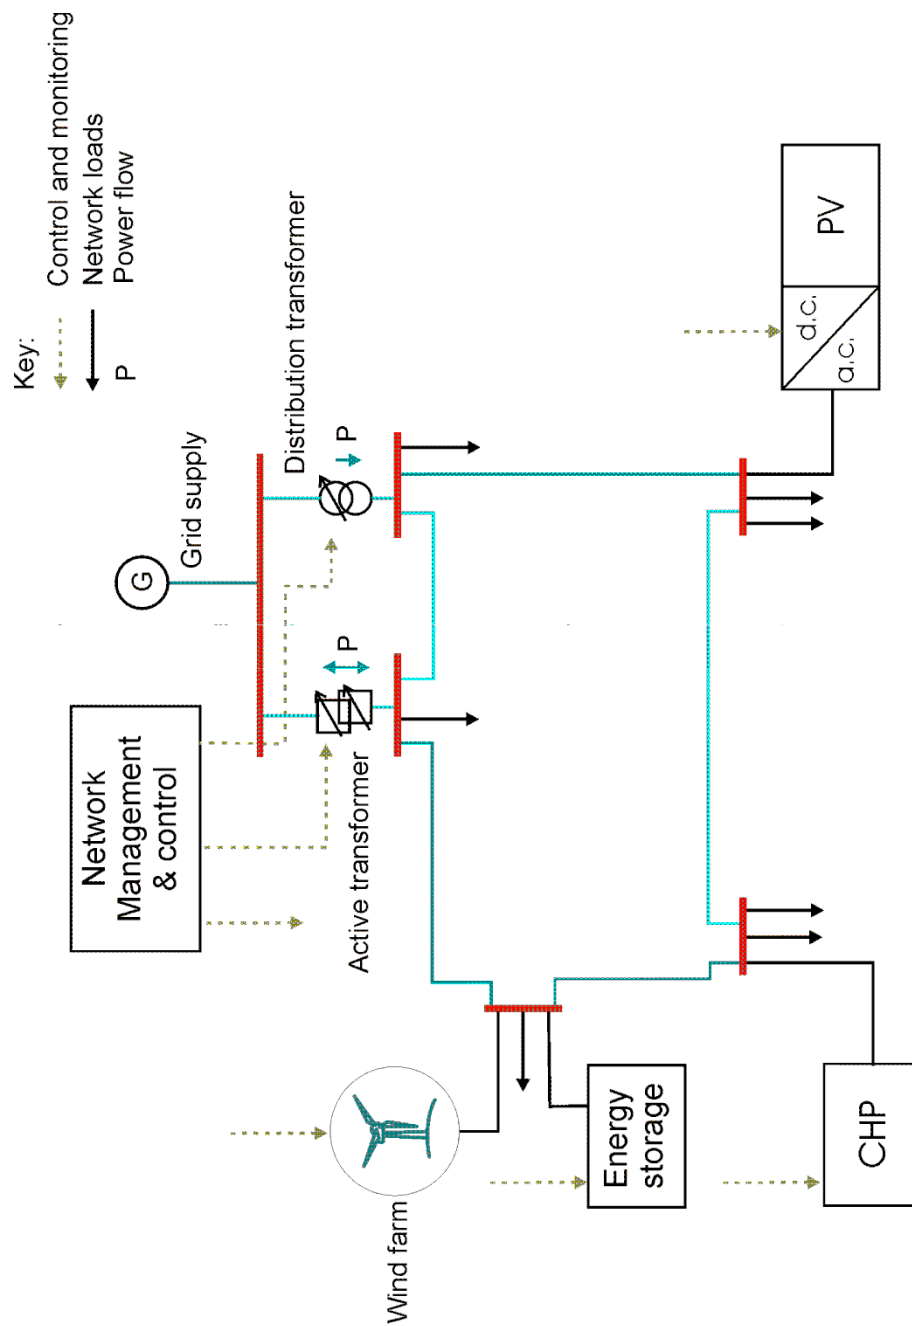 Key:
Control and monitoring
Network loads
P Power flow
G
Grid supply
Network
Management
& control
Distribution transformer
P
P
Active transformer
Wind farm
Energy
storage
CHP
d.c.
a.c.
PV